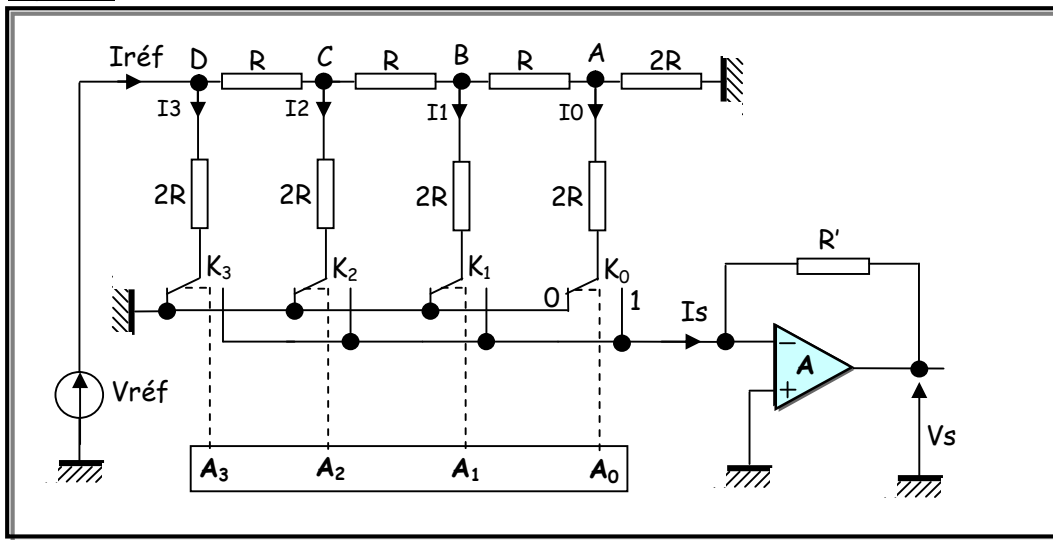 Iréf D R C R B R A 2R
I3 I2 I1 I0
2R 2R 2R 2R
R'
K₃ K₂ K₁ K₀
0 1 Is
− A
+
Vréf
Vs
A₃ A₂ A₁ A₀